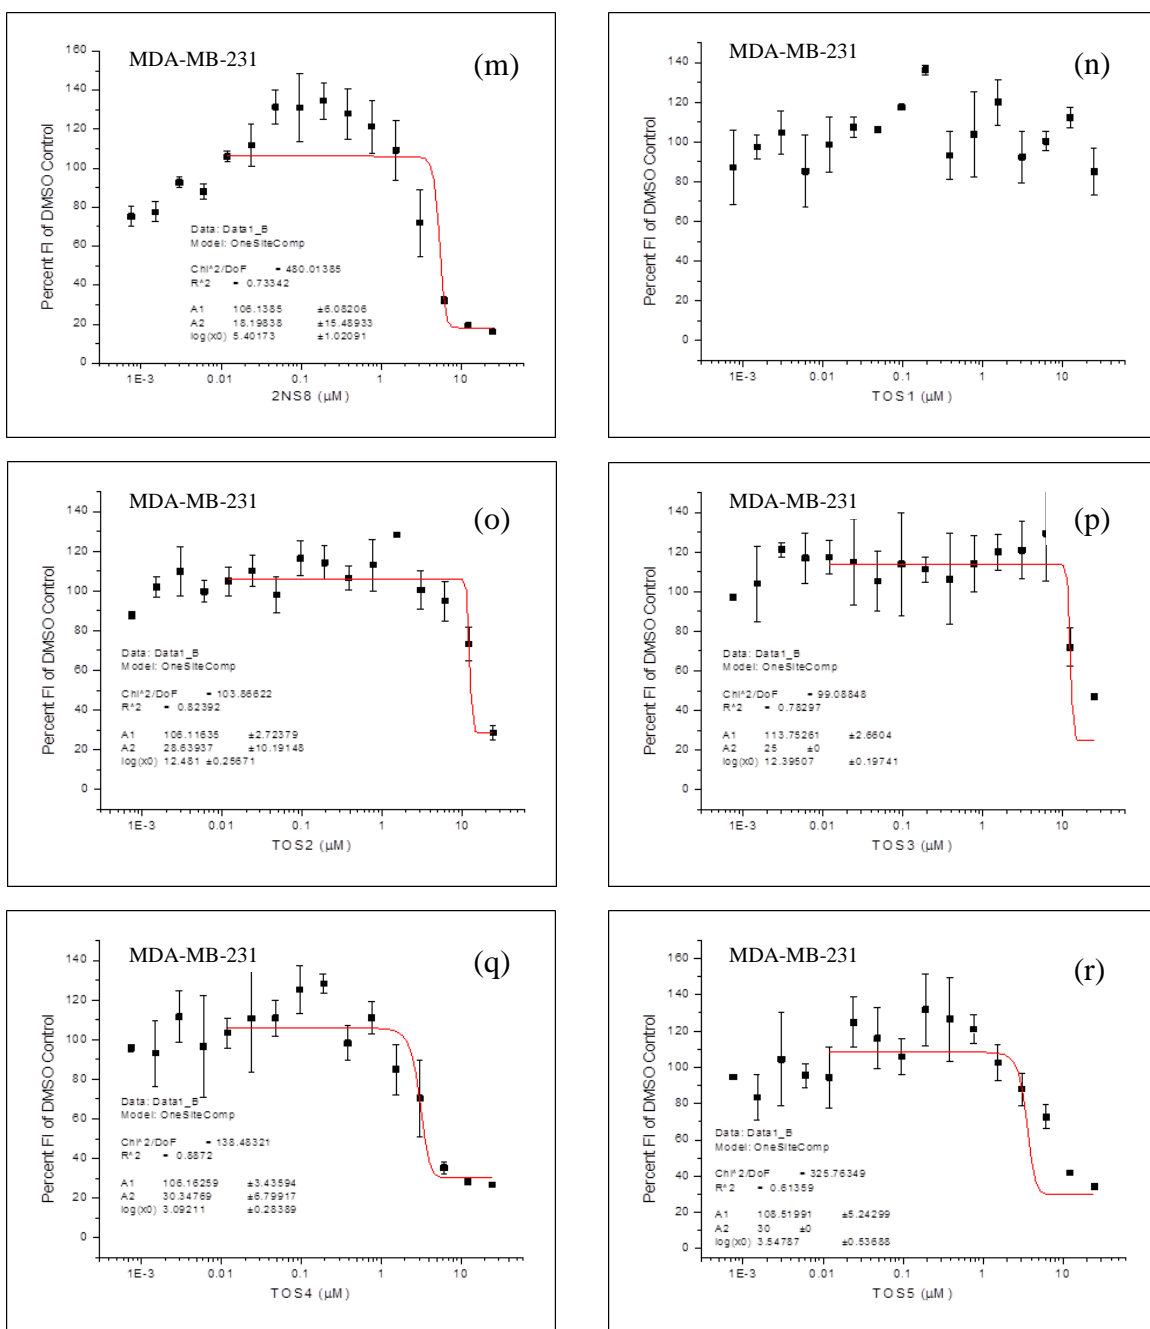 MDA-MB-231
(m)
160
140
120
100
80
60
40
20
0
Percent FI of DMSO Control
Data: Data1_B
Model: OneSiteComp
Chi^2/DoF = 480.01385
R^2 = 0.73342
A1 106.1385 ±6.08206
A2 18.19838 ±15.48933
log(x0) 5.40173 ±1.02091
1E-3 0.01 0.1 1 10
2NS8 (µM)
MDA-MB-231
(n)
140
120
100
80
60
40
20
0
Percent FI of DMSO Control
1E-3 0.01 0.1 1 10
TOS1 (µM)
MDA-MB-231
(o)
140
120
100
80
60
40
20
0
Percent FI of DMSO Control
Data: Data1_B
Model: OneSiteComp
Chi^2/DoF = 103.86622
R^2 = 0.82392
A1 106.11635 ±2.72379
A2 28.63937 ±10.19148
log(x0) 12.481 ±0.25671
1E-3 0.01 0.1 1 10
TOS2 (µM)
MDA-MB-231
(p)
140
120
100
80
60
40
20
0
Percent FI of DMSO Control
Data: Data1_B
Model: OneSiteComp
Chi^2/DoF = 99.08848
R^2 = 0.78297
A1 113.75261 ±2.6604
A2 25 ±0
log(x0) 12.39507 ±0.19741
1E-3 0.01 0.1 1 10
TOS3 (µM)
MDA-MB-231
(q)
140
120
100
80
60
40
20
0
Percent FI of DMSO Control
Data: Data1_B
Model: OneSiteComp
Chi^2/DoF = 138.48321
R^2 = 0.8872
A1 106.16259 ±3.43594
A2 30.34769 ±6.79917
log(x0) 3.09211 ±0.28389
1E-3 0.01 0.1 1 10
TOS4 (µM)
MDA-MB-231
(r)
160
140
120
100
80
60
40
20
0
Percent FI of DMSO Control
Data: Data1_B
Model: OneSiteComp
Chi^2/DoF = 325.76349
R^2 = 0.61359
A1 108.51991 ±5.24299
A2 30 ±0
log(x0) 3.54787 ±0.53688
1E-3 0.01 0.1 1 10
TOS5 (µM)